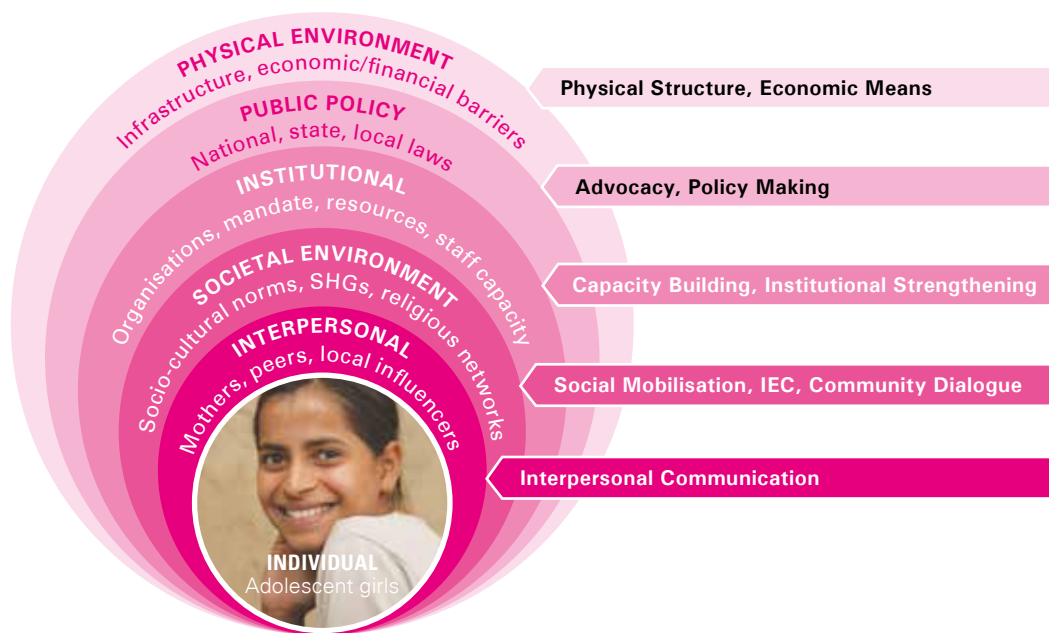 PHYSICAL ENVIRONMENT
Infrastructure, economic/financial barriers
PUBLIC POLICY
National, state, local laws
INSTITUTIONAL
Organisations, mandate, resources, staff capacity
SOCIETAL ENVIRONMENT
Socio-cultural norms, SHGs, religious networks
INTERPERSONAL
Mothers, peers, local influencers
INDIVIDUAL
Adolescent girls
Physical Structure, Economic Means
Advocacy, Policy Making
Capacity Building, Institutional Strengthening
Social Mobilisation, IEC, Community Dialogue
Interpersonal Communication